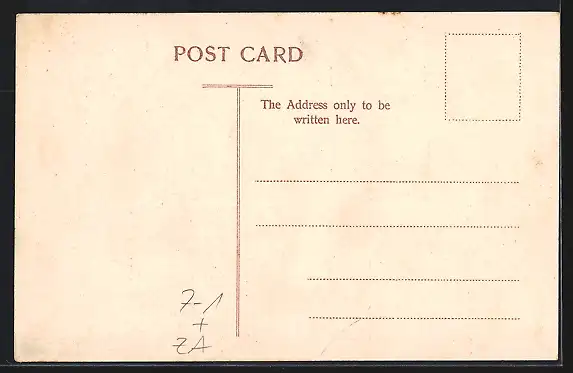 POST CARD
The Address only to be
written here.
7-1
+
ZA